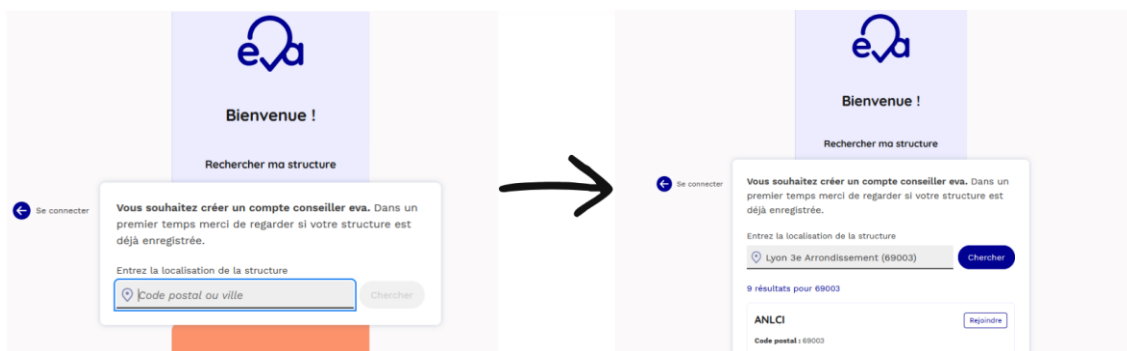 eva
Bienvenue !
Rechercher ma structure
Se connecter
Vous souhaitez créer un compte conseiller eva. Dans un
premier temps merci de regarder si votre structure est
déjà enregistrée.
Entrez la localisation de la structure
Code postal ou ville
Chercher
eva
Bienvenue !
Rechercher ma structure
Se connecter
Vous souhaitez créer un compte conseiller eva. Dans un
premier temps merci de regarder si votre structure est
déjà enregistrée.
Entrez la localisation de la structure
Lyon 3e Arrondissement (69003)
Chercher
9 résultats pour 69003
ANLCI
Rejoindre
Code postal : 69003